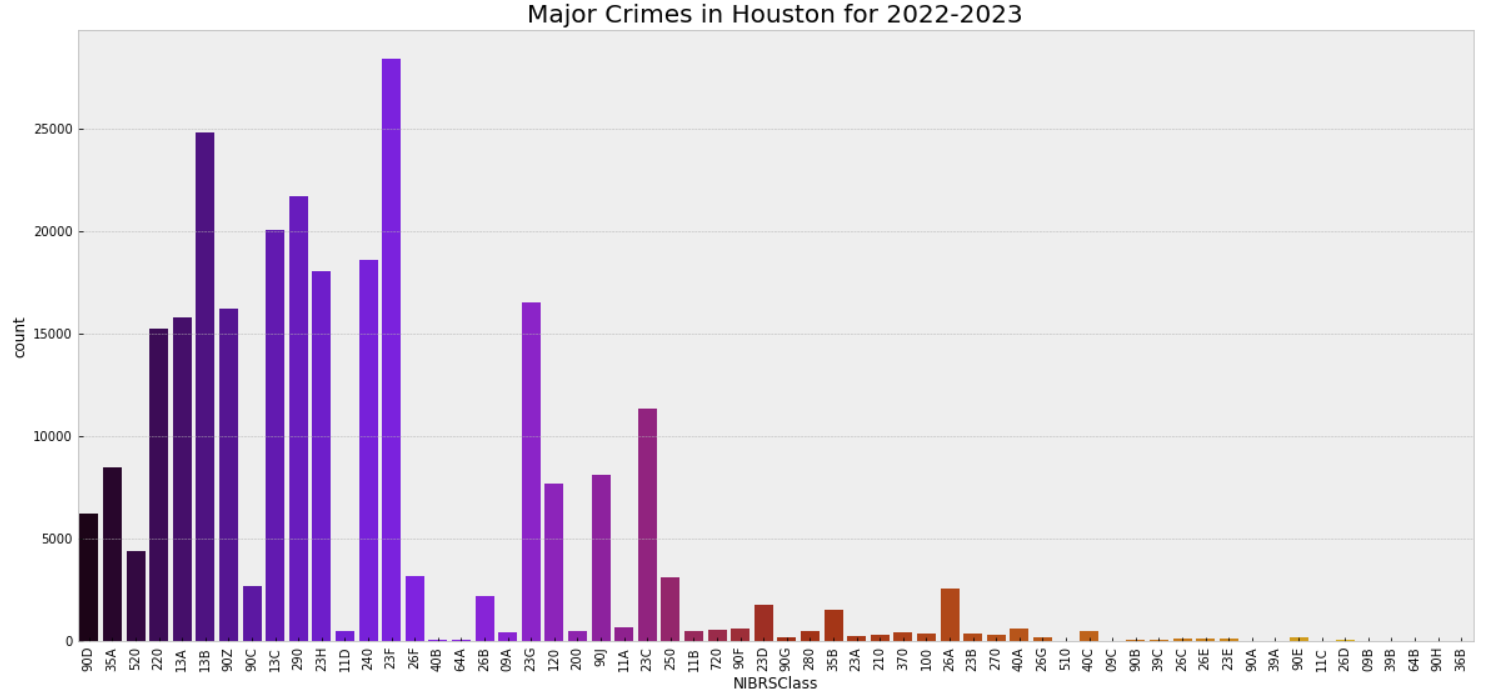 Major Crimes in Houston for 2022-2023
count
25000
20000
15000
10000
5000
0
90D 35A 520 220 13A 13B 90Z 90C 13C 290 23H 11D 240 23F 26F 40B 64A 26B 09A 23G 120 200 90J 11A 23C 250 11B 720 90F 23D 90G 280 35B 23A 210 370 100 26A 23B 270 40A 26G 510 40C 09C 90B 39C 26C 26E 23E 90A 39A 90E 11C 26D 09B 39B 64B 90H 36B
NIBRSClass